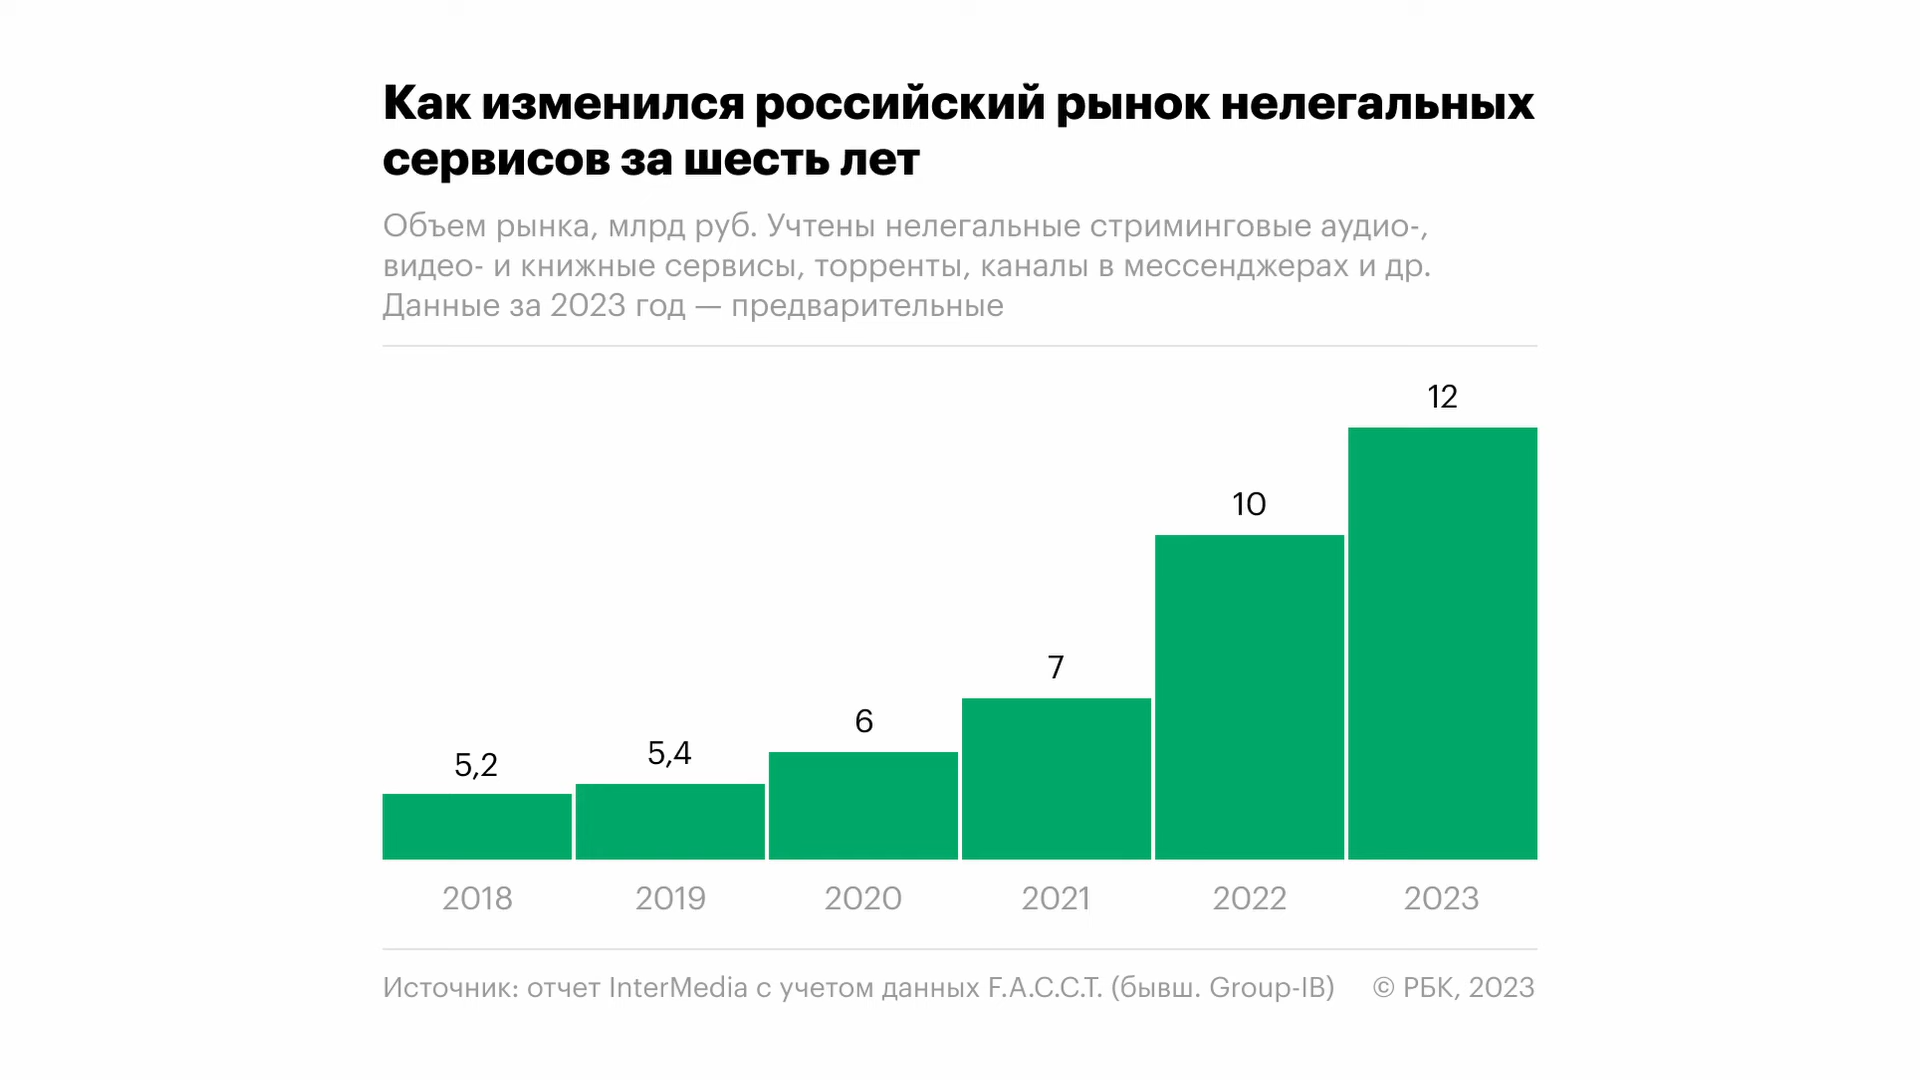 Как изменился российский рынок нелегальных
сервисов за шесть лет
Объем рынка, млрд руб. Учтены нелегальные стриминговые аудио-,
видео- и книжные сервисы, торренты, каналы в мессенджерах и др.
Данные за 2023 год — предварительные
5,2
5,4
6
7
10
12
2018
2019
2020
2021
2022
2023
Источник: отчет InterMedia с учетом данных F.A.C.C.T. (бывш. Group-IB)
© РБК, 2023